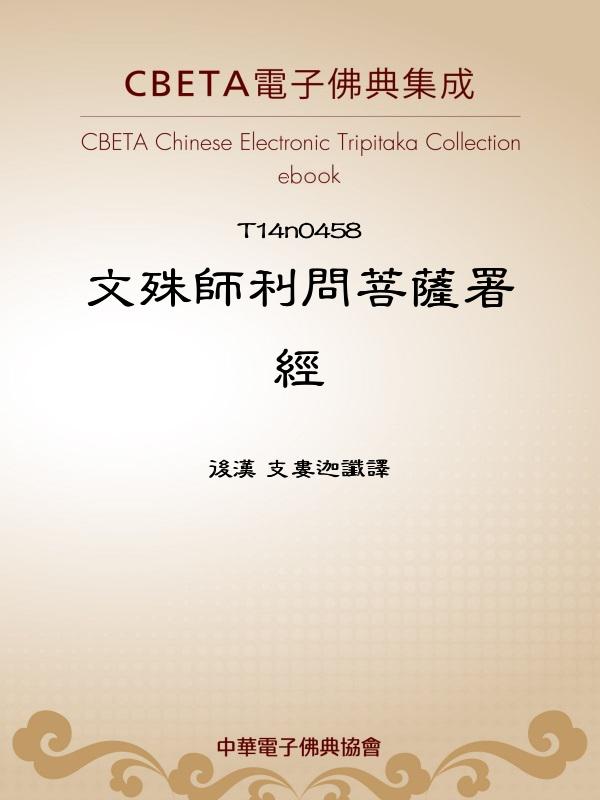 CBETA電子佛典集成
CBETA Chinese Electronic Tripitaka Collection
ebook
T14n0458
文殊師利問菩薩署
經
後漢 支婁迦讖譯
中華電子佛典協會